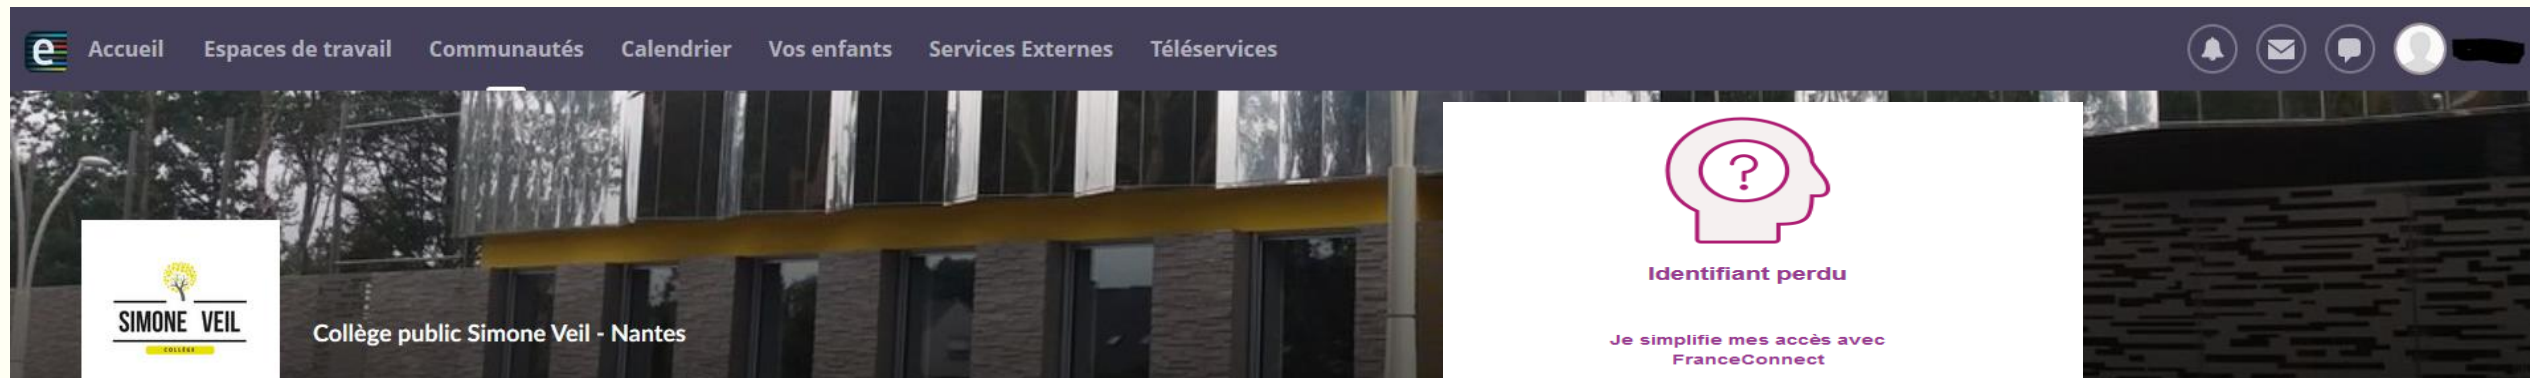 e Accueil Espaces de travail Communautés Calendrier Vos enfants Services Externes Téléservices
?
Identifiant perdu
Je simplifie mes accès avec
FranceConnect
SIMONE VEIL
COLLÈGE
Collège public Simone Veil - Nantes